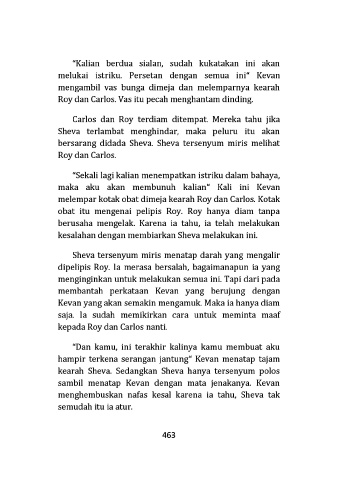 “Kalian berdua sialan, sudah kukatakan ini akan
melukai istriku. Persetan dengan semua ini” Kevan
mengambil vas bunga dimeja dan melemparnya kearah
Roy dan Carlos. Vas itu pecah menghantam dinding.
Carlos dan Roy terdiam ditempat. Mereka tahu jika
Sheva terlambat menghindar, maka peluru itu akan
bersarang didada Sheva. Sheva tersenyum miris melihat
Roy dan Carlos.
“Sekali lagi kalian menempatkan istriku dalam bahaya,
maka aku akan membunuh kalian” Kali ini Kevan
melempar kotak obat dimeja kearah Roy dan Carlos. Kotak
obat itu mengenai pelipis Roy. Roy hanya diam tanpa
berusaha mengelak. Karena ia tahu, ia telah melakukan
kesalahan dengan membiarkan Sheva melakukan ini.
Sheva tersenyum miris menatap darah yang mengalir
dipelipis Roy. Ia merasa bersalah, bagaimanapun ia yang
menginginkan untuk melakukan semua ini. Tapi dari pada
membantah perkataan Kevan yang berujung dengan
Kevan yang akan semakin mengamuk. Maka ia hanya diam
saja. Ia sudah memikirkan cara untuk meminta maaf
kepada Roy dan Carlos nanti.
“Dan kamu, ini terakhir kalinya kamu membuat aku
hampir terkena serangan jantung” Kevan menatap tajam
kearah Sheva. Sedangkan Sheva hanya tersenyum polos
sambil menatap Kevan dengan mata jenakanya. Kevan
menghembuskan nafas kesal karena ia tahu, Sheva tak
semudah itu ia atur.
463